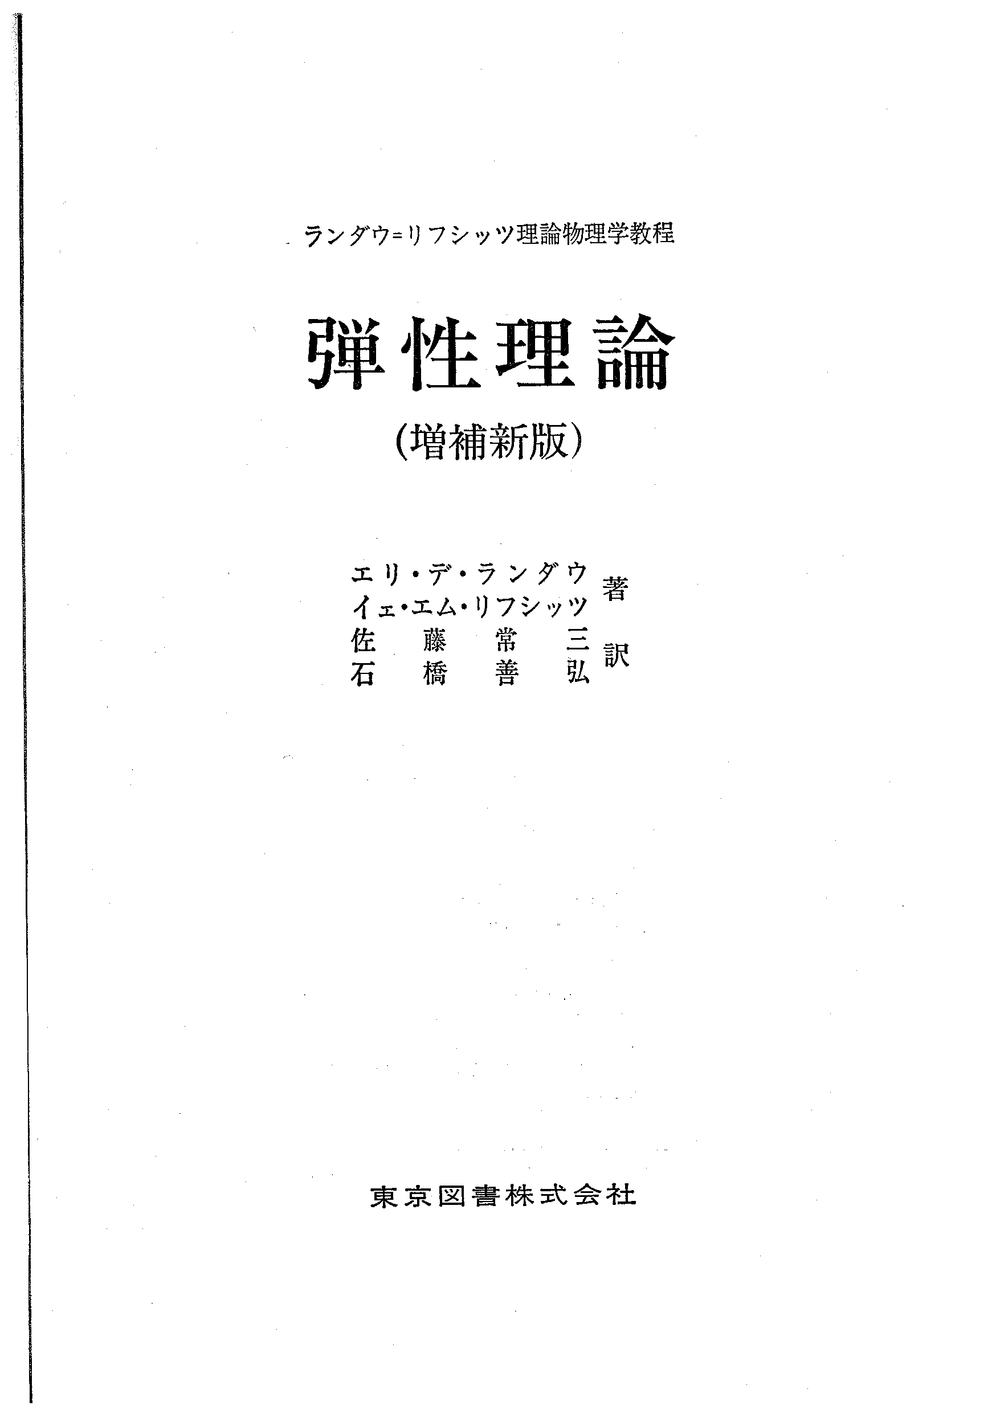 ランダウ=リフシッツ理論物理学教程
弾性理論
(増補新版)
エリ・デ・ランダウ
イェ・エム・リフシッツ 著
佐藤常三
石橋善弘 訳
東京図書株式会社